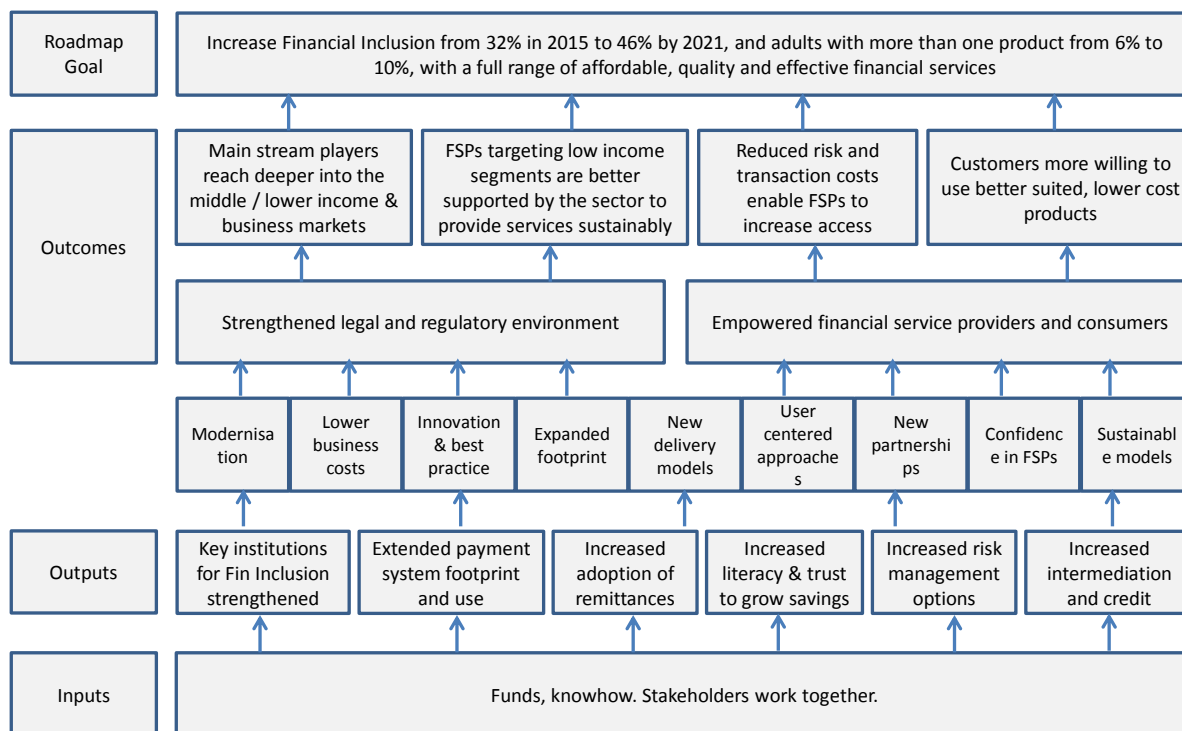 Roadmap
Goal
Increase Financial Inclusion from 32% in 2015 to 46% by 2021, and adults with more than one product from 6% to
10%, with a full range of affordable, quality and effective financial services
Outcomes
Main stream players
reach deeper into the
middle / lower income &
business markets
FSPs targeting low income
segments are better
supported by the sector to
provide services sustainably
Reduced risk and
transaction costs
enable FSPs to
increase access
Customers more willing to
use better suited, lower cost
products
Strengthened legal and regulatory environment
Empowered financial service providers and consumers
Modernisa
tion
Lower
business
costs
Innovation
& best
practice
Expanded
footprint
New
delivery
models
User
centered
approache
s
New
partnershi
ps
Confidenc
e in FSPs
Sustainabl
e models
Outputs
Key institutions
for Fin Inclusion
strengthened
Extended payment
system footprint
and use
Increased
adoption of
remittances
Increased
literacy & trust
to grow savings
Increased risk
management
options
Increased
intermediation
and credit
Inputs
Funds, knowhow. Stakeholders work together.